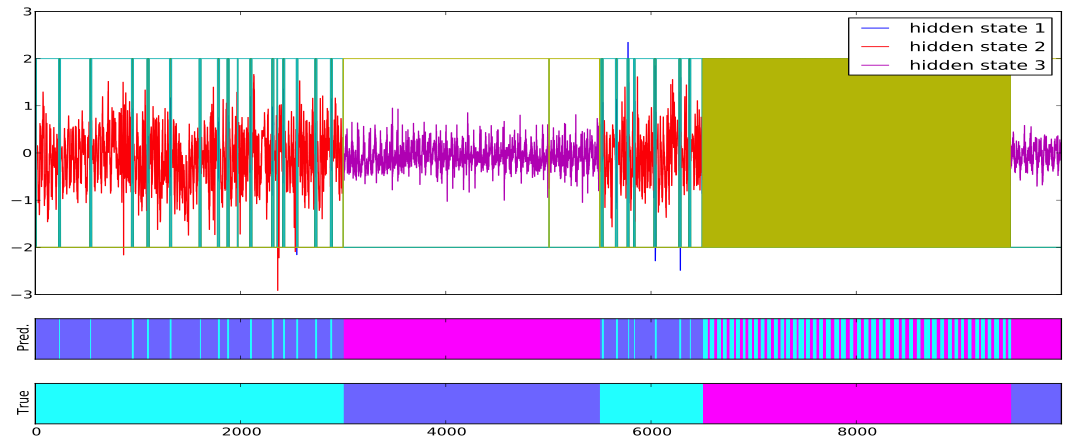 3
2
1
0
−1
−2
−3
hidden state 1
hidden state 2
hidden state 3
Pred.
True
0 2000 4000 6000 8000